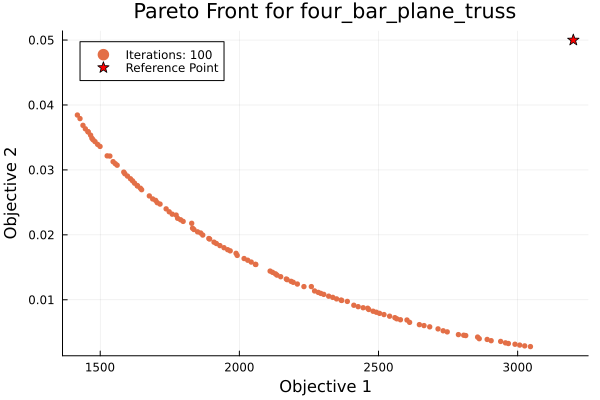 Pareto Front for four_bar_plane_truss
Iterations: 100
Reference Point
Objective 2
0.05
0.04
0.03
0.02
0.01
1500 2000 2500 3000
Objective 1